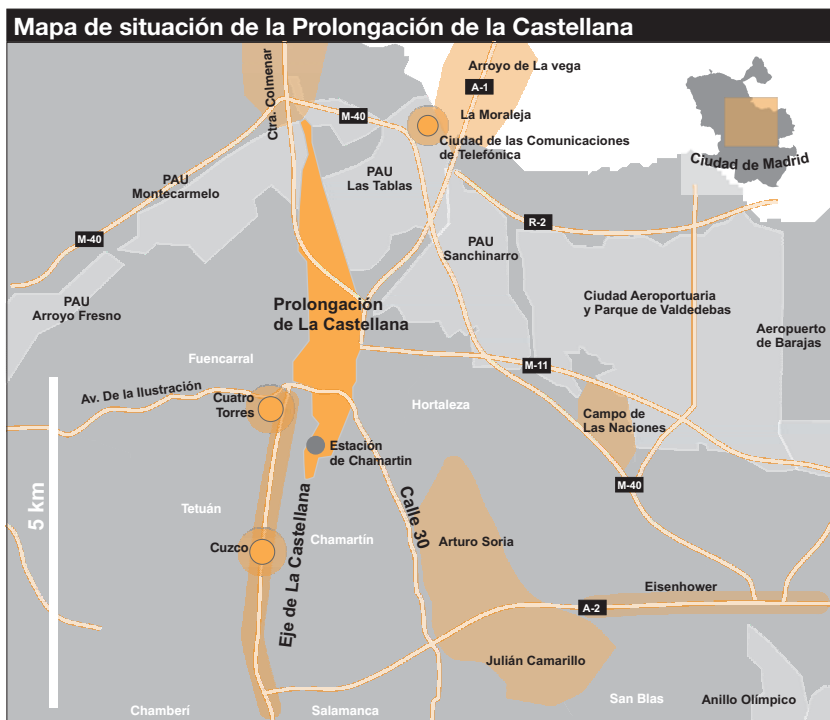 Mapa de situación de la Prolongación de la Castellana
Ctra. Colmenar
Arroyo de La vega
A-1
La Moraleja
M-40
Ciudad de las Comunicaciones
de Telefónica
Ciudad de Madrid
PAU
Montecarmelo
PAU
Las Tablas
R-2
M-40
PAU
Sanchinarro
PAU
Arroyo Fresno
Prolongación
de La Castellana
Ciudad Aeroportuaria
y Parque de Valdedebas
Aeropuerto
de Barajas
Fuencarral
M-11
Av. De la Ilustración
Cuatro
Torres
Hortaleza
Campo de
Las Naciones
Estación
de Chamartin
M-40
5 km
Tetuán
Calle 30
Cuzco
Chamartín
Arturo Soria
Eje de La Castellana
Eisenhower
A-2
Julián Camarillo
Chamberí
Salamanca
San Blas
Anillo Olímpico